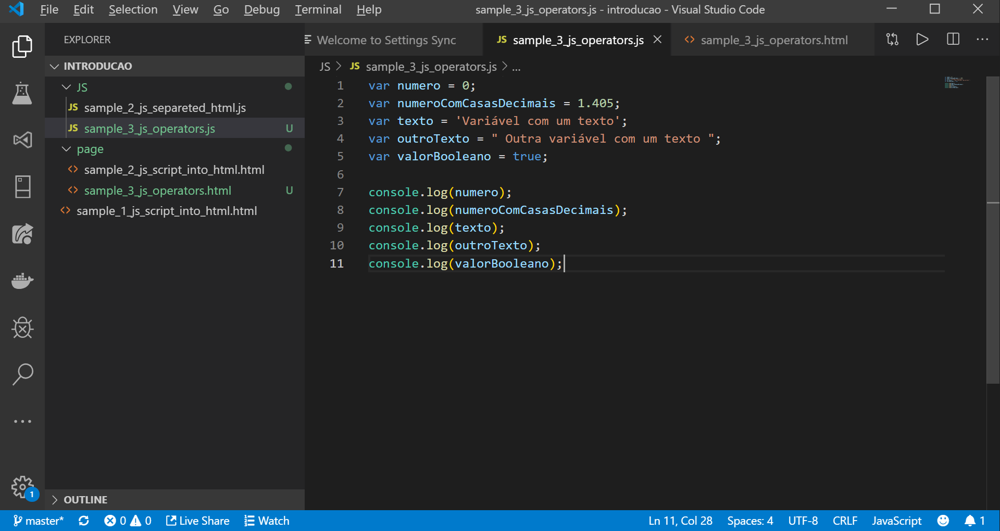 File Edit Selection View Go Debug Terminal Help
sample_3_js_operators.js - introducao - Visual Studio Code
EXPLORER
INTRODUCAO
JS
JS sample_2_js_separeted_html.js
JS sample_3_js_operators.js U
page
sample_2_js_script_into_html.html
sample_3_js_operators.html U
sample_1_js_script_into_html.html
OUTLINE
1
Welcome to Settings Sync
JS sample_3_js_operators.js
sample_3_js_operators.html
JS > JS sample_3_js_operators.js > ...
1 var numero = 0;
2 var numeroComCasasDecimais = 1.405;
3 var texto = 'Variável com um texto';
4 var outroTexto = " Outra variável com um texto ";
5 var valorBooleano = true;
6
7 console.log(numero);
8 console.log(numeroComCasasDecimais);
9 console.log(texto);
10 console.log(outroTexto);
11 console.log(valorBooleano);
master* 0 0 Live Share Watch
Ln 11, Col 28 Spaces: 4 UTF-8 CRLF JavaScript 1